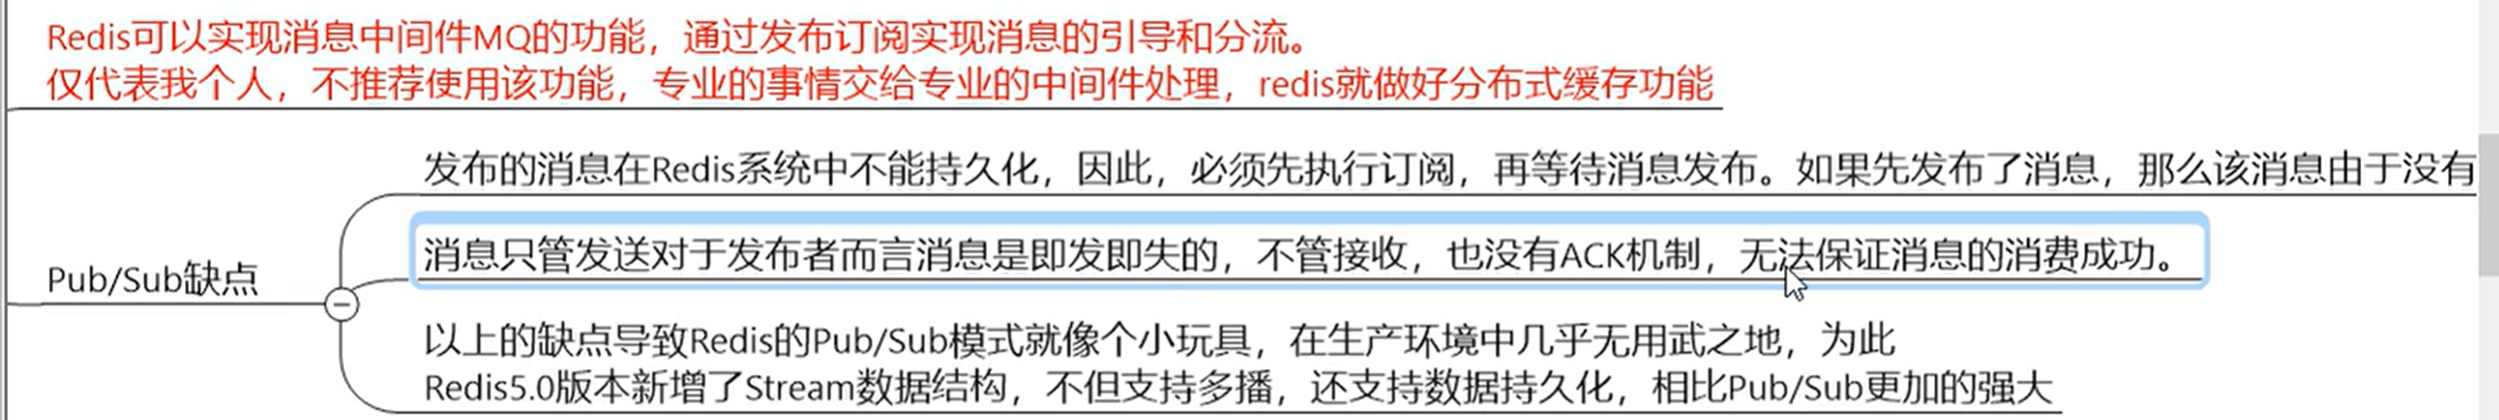 Redis可以实现消息中间件MQ的功能，通过发布订阅实现消息的引导和分流。
仅代表我个人，不推荐使用该功能，专业的事情交给专业的中间件处理，redis就做好分布式缓存功能
发布的消息在Redis系统中不能持久化，因此，必须先执行订阅，再等待消息发布。如果先发布了消息，那么该消息由于没有
消息只管发送对于发布者而言消息是即发即失的，不管接收，也没有ACK机制，无法保证消息的消费成功。
Pub/Sub缺点
以上的缺点导致Redis的Pub/Sub模式就像个小玩具，在生产环境中几乎无用武之地，为此
Redis5.0版本新增了Stream数据结构，不但支持多播，还支持数据持久化，相比Pub/Sub更加的强大